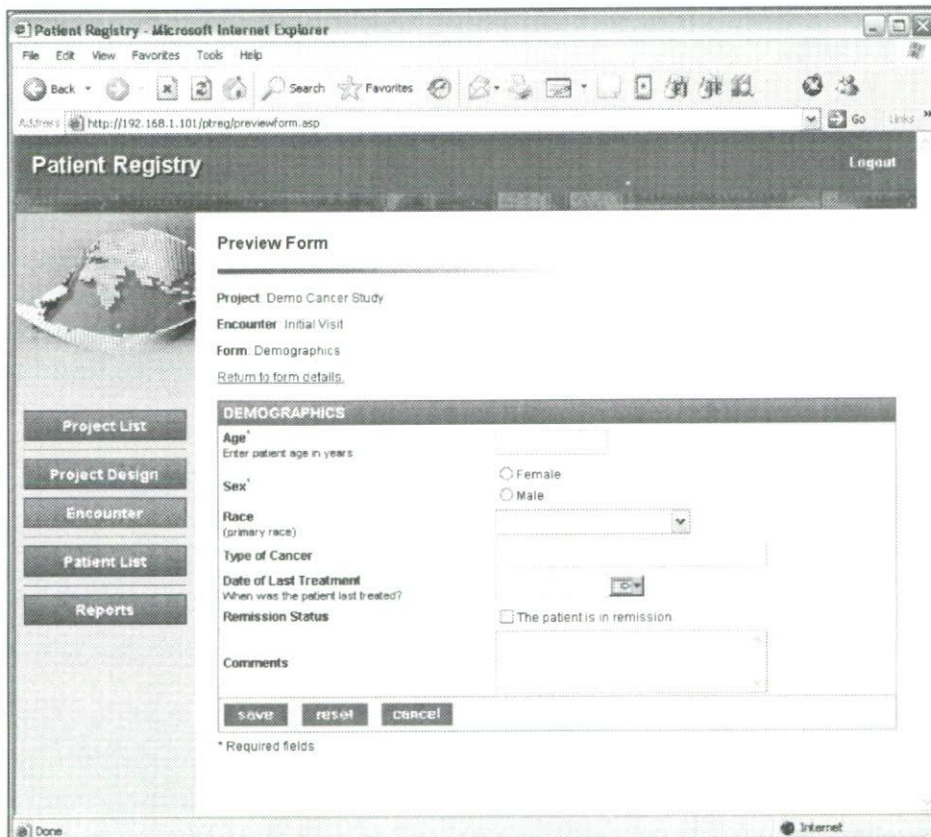 Patient Registry - Microsoft Internet Explorer
File Edit View Favorites Tools Help
Back Search Favorites
Address http://192.168.1.101/ptreg/previewform.asp Go Links »
Patient Registry Logout
Preview Form
Project: Demo Cancer Study
Encounter: Initial Visit
Form: Demographics
Return to form details.
Project List
Project Design
Encounter
Patient List
Reports
DEMOGRAPHICS
Age*
Enter patient age in years
Sex*
Female
Male
Race
(primary race)
Type of Cancer
Date of Last Treatment
When was the patient last treated?
Remission Status The patient is in remission.
Comments
save reset cancel
* Required fields
Done Internet